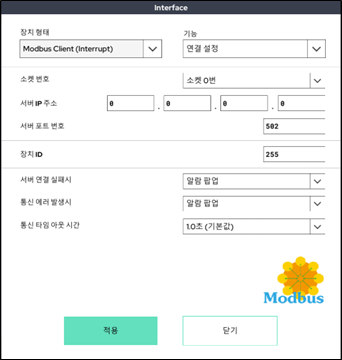 Interface
장치 형태
기능
Modbus Client (Interrupt)
연결 설정
소켓 번호
소켓 0번
서버 IP 주소
0 . 0 . 0 . 0
서버 포트 번호
502
장치 ID
255
서버 연결 실패시
알람 팝업
통신 에러 발생시
알람 팝업
통신 타임 아웃 시간
1.0초 (기본값)
Modbus
적용
닫기